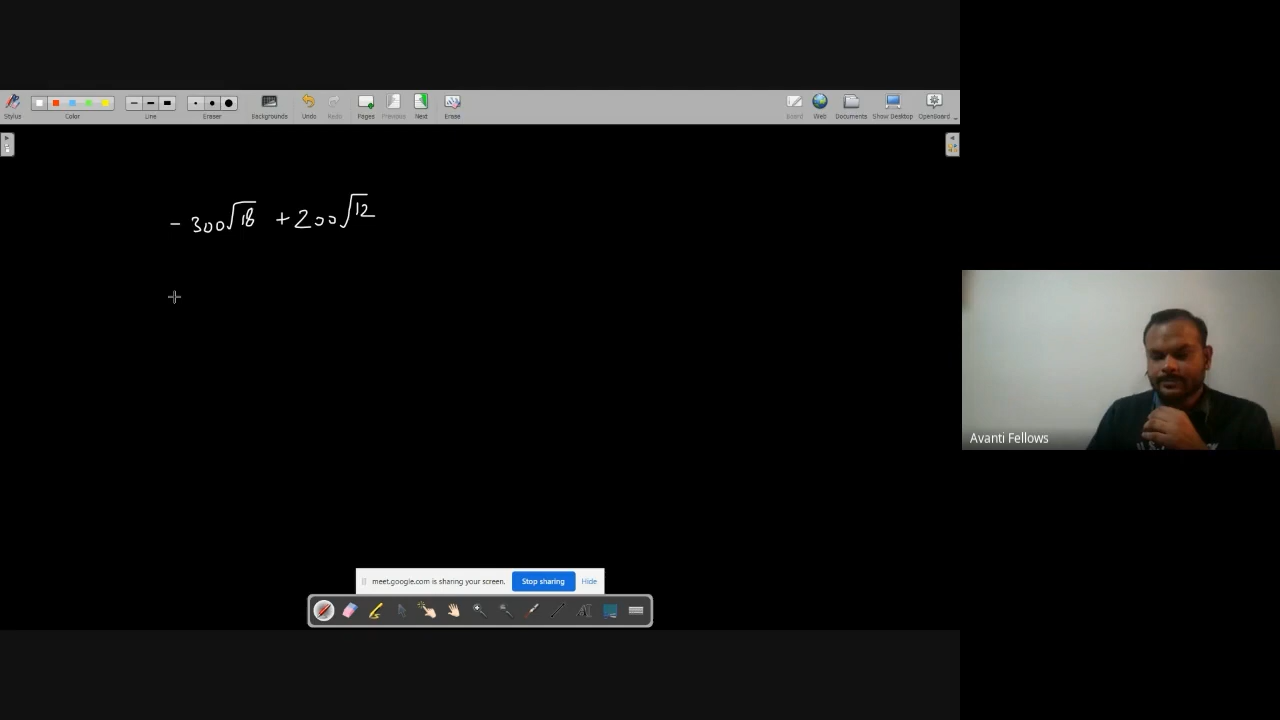 Stylus
Color
Line
Eraser
Backgrounds
Undo
Redo
Pages
Previous
Next
Erase
Board
Web
Documents
Show Desktop
OpenBoard
- 300√18 + 200√12
Avanti Fellows
meet.google.com is sharing your screen.
Stop sharing
Hide